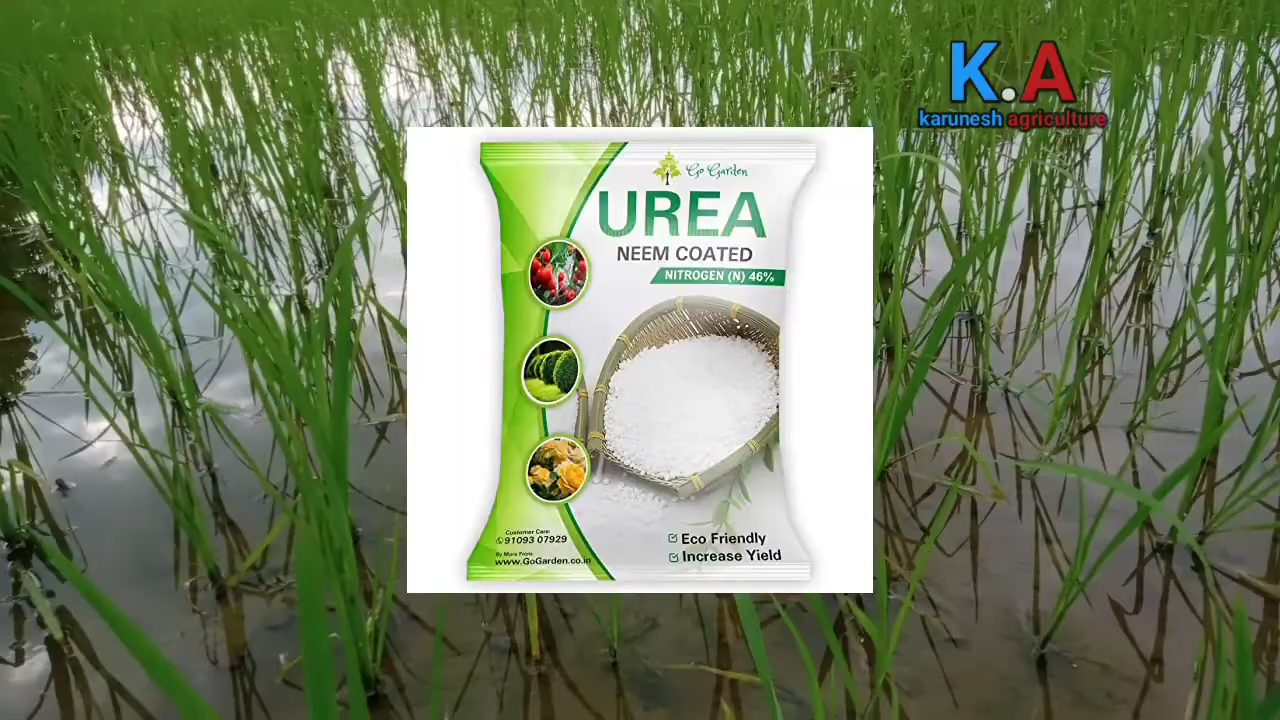 K.A
karunesh agriculture
Go Garden
UREA
NEEM COATED
NITROGEN (N) 46%
Customer Care:
91093 07929
By More From:
www.GoGarden.co.in
Eco Friendly
Increase Yield